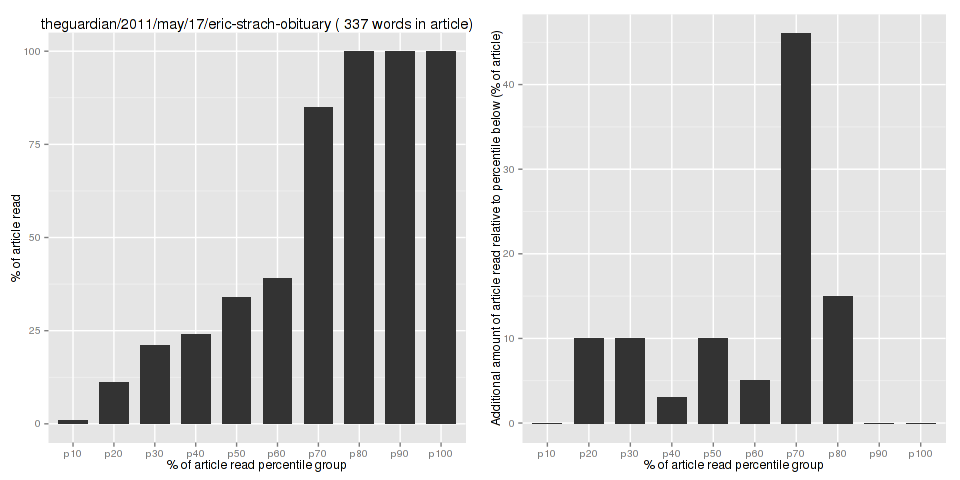 theguardian/2011/may/17/eric-strach-obituary ( 337 words in article)
% of article read
100
75
50
25
0
p10 p20 p30 p40 p50 p60 p70 p80 p90 p100
% of article read percentile group
Additional amount of article read relative to percentile below (% of article)
40
30
20
10
0
p10 p20 p30 p40 p50 p60 p70 p80 p90 p100
% of article read percentile group